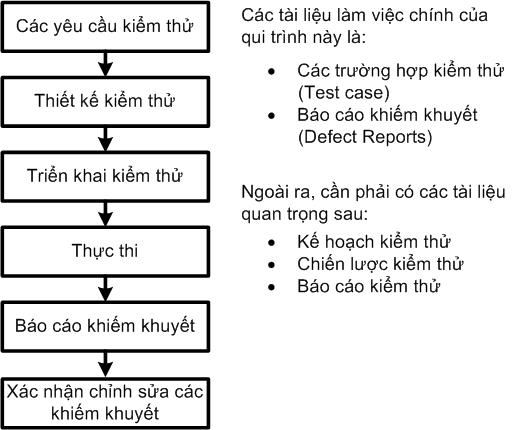 Các yêu cầu kiểm thử
Thiết kế kiểm thử
Triển khai kiểm thử
Thực thi
Báo cáo khiếm khuyết
Xác nhận chỉnh sửa các
khiếm khuyết
Các tài liệu làm việc chính của
qui trình này là:
• Các trường hợp kiểm thử
(Test case)
• Báo cáo khiếm khuyết
(Defect Reports)
Ngoài ra, cần phải có các tài liệu
quan trọng sau:
• Kế hoạch kiểm thử
• Chiến lược kiểm thử
• Báo cáo kiểm thử